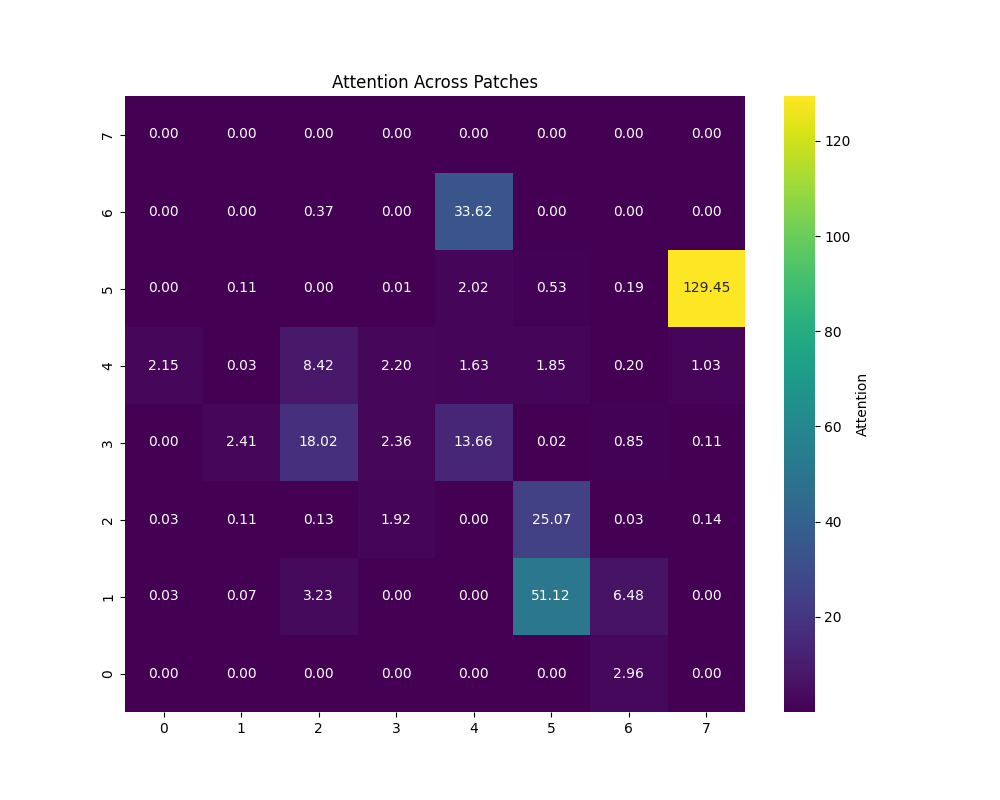 Attention Across Patches
7 0.00 0.00 0.00 0.00 0.00 0.00 0.00 0.00
6 0.00 0.00 0.37 0.00 33.62 0.00 0.00 0.00
5 0.00 0.11 0.00 0.01 2.02 0.53 0.19 129.45
4 2.15 0.03 8.42 2.20 1.63 1.85 0.20 1.03
3 0.00 2.41 18.02 2.36 13.66 0.02 0.85 0.11
2 0.03 0.11 0.13 1.92 0.00 25.07 0.03 0.14
1 0.03 0.07 3.23 0.00 0.00 51.12 6.48 0.00
0 0.00 0.00 0.00 0.00 0.00 0.00 2.96 0.00
0 1 2 3 4 5 6 7
120
100
80
60
40
20
Attention